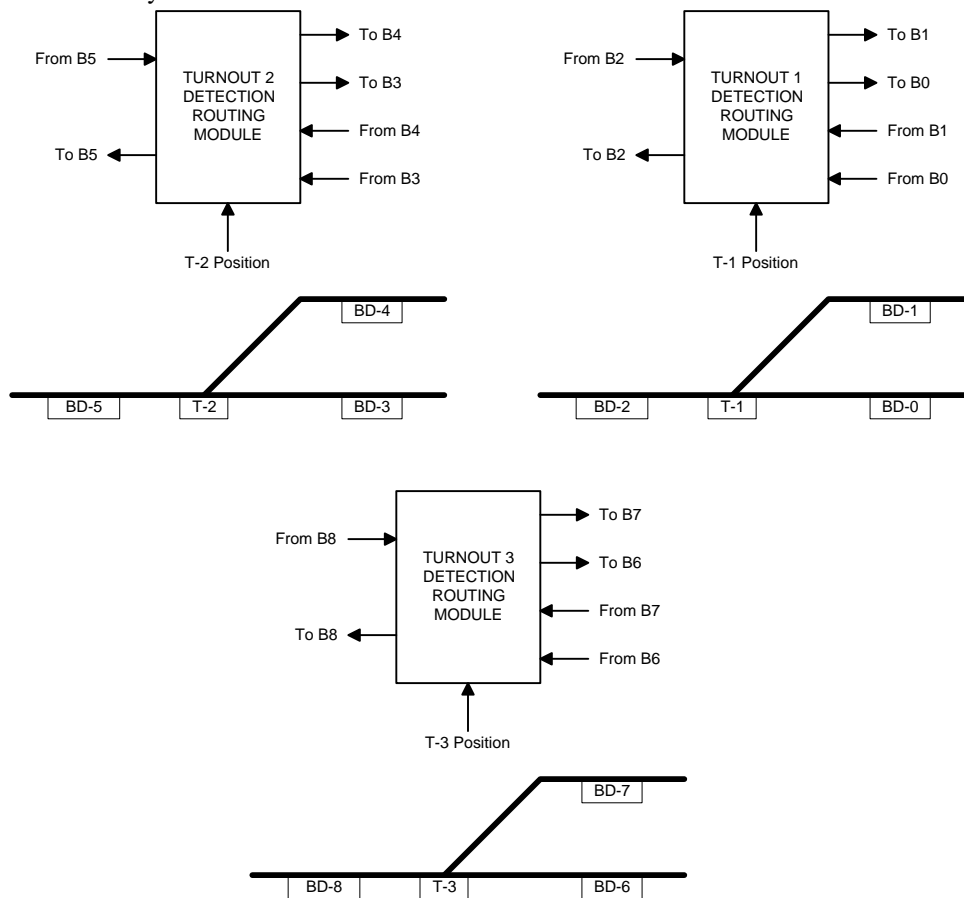 From B5
TURNOUT 2
DETECTION
ROUTING
MODULE
To B4
To B3
From B4
To B5
From B3
T-2 Position
From B2
TURNOUT 1
DETECTION
ROUTING
MODULE
To B1
To B0
From B1
To B2
From B0
T-1 Position
BD-4
BD-5
T-2
BD-3
BD-1
BD-2
T-1
BD-0
From B8
TURNOUT 3
DETECTION
ROUTING
MODULE
To B7
To B6
From B7
To B8
From B6
T-3 Position
BD-7
BD-8
T-3
BD-6